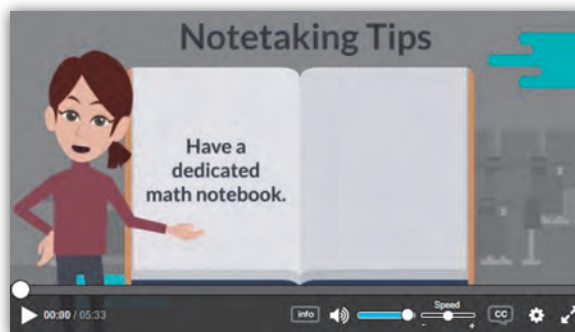 Notetaking Tips
Have a
dedicated
math notebook.
Speed
00:00 / 05:33
info
CC
- +